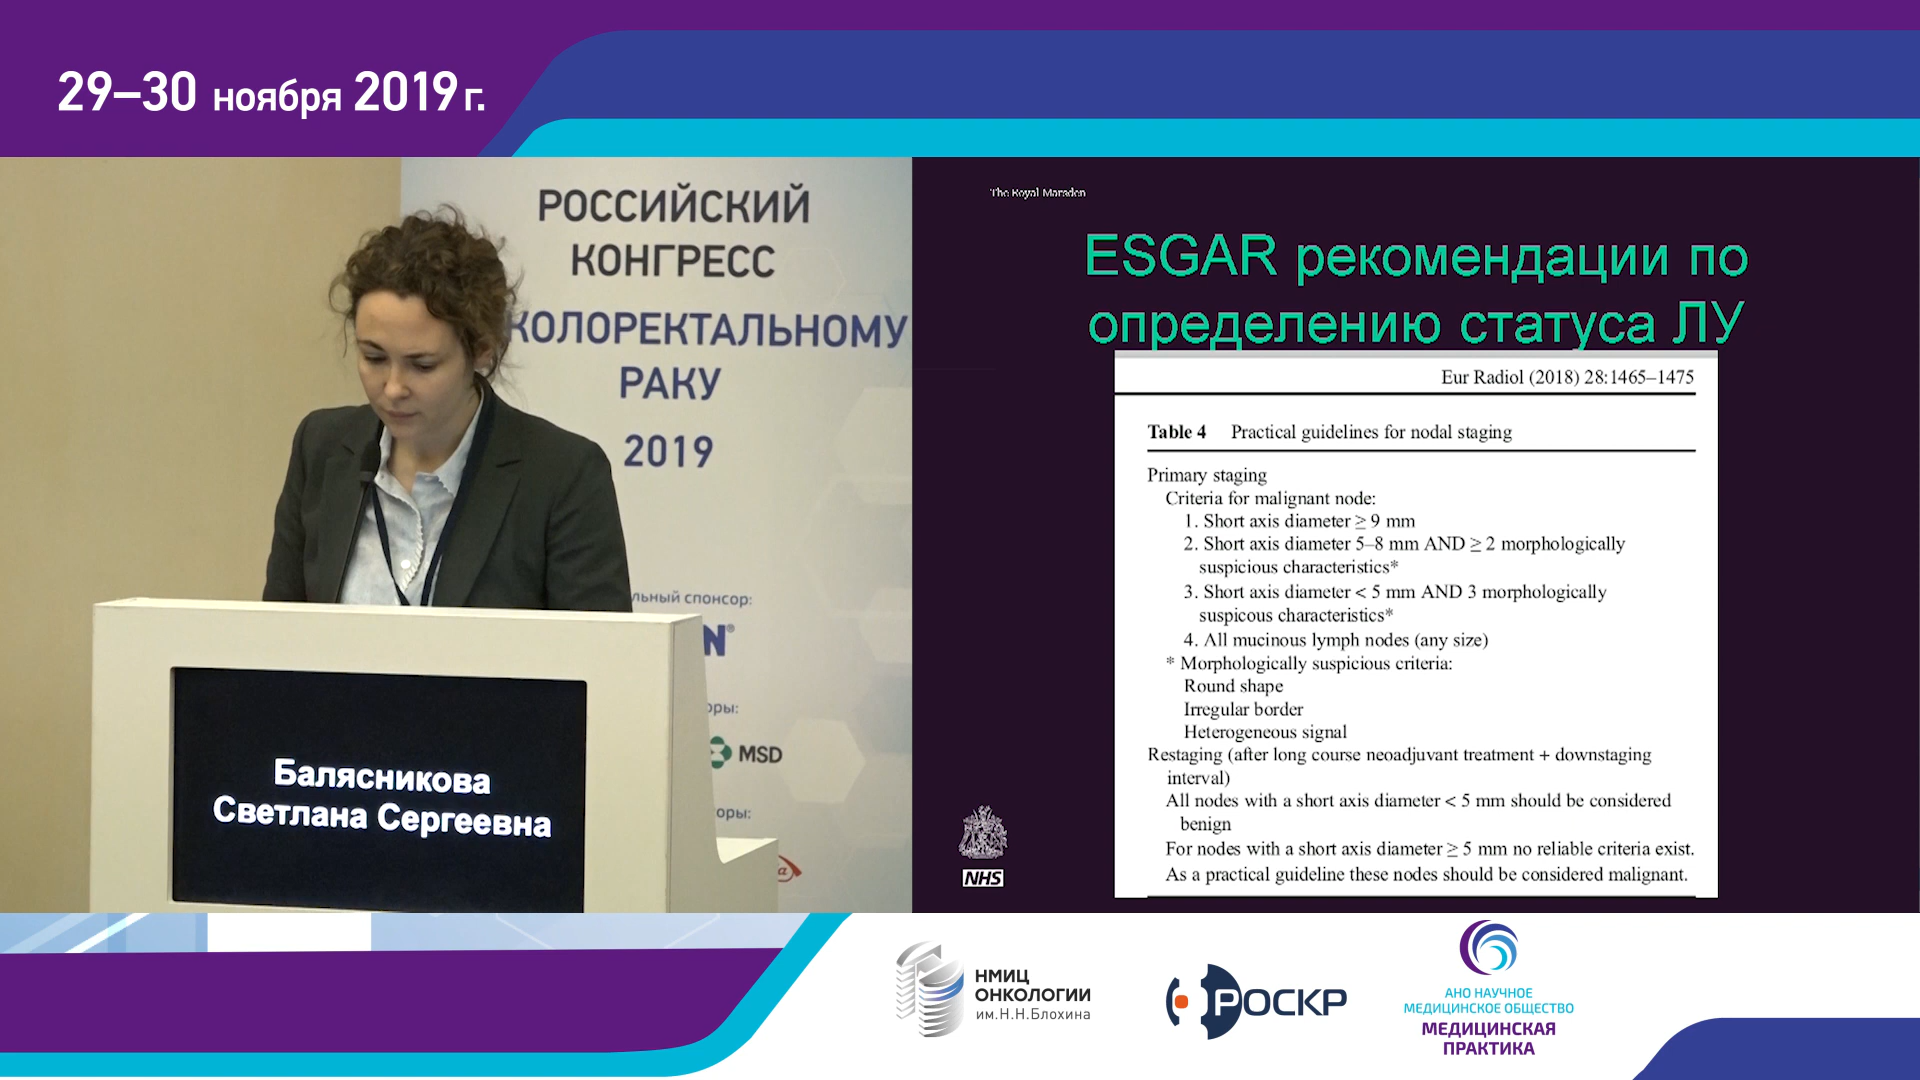 29–30 ноября 2019 г.
РОССИЙСКИЙ
КОНГРЕСС
КОЛОРЕКТАЛЬНОМУ
РАКУ
2019
льный спонсор:
N®
оры:
MSD
оры:
Балясникова
Светлана Сергеевна
The Royal Marsden
ESGAR рекомендации по
определению статуса ЛУ
Eur Radiol (2018) 28:1465–1475
Table 4 Practical guidelines for nodal staging
Primary staging
Criteria for malignant node:
1. Short axis diameter ≥ 9 mm
2. Short axis diameter 5–8 mm AND ≥ 2 morphologically
suspicious characteristics*
3. Short axis diameter < 5 mm AND 3 morphologically
suspicous characteristics*
4. All mucinous lymph nodes (any size)
* Morphologically suspicious criteria:
Round shape
Irregular border
Heterogeneous signal
Restaging (after long course neoadjuvant treatment + downstaging
interval)
All nodes with a short axis diameter < 5 mm should be considered
benign
For nodes with a short axis diameter ≥ 5 mm no reliable criteria exist.
As a practical guideline these nodes should be considered malignant.
NHS
НМИЦ
ОНКОЛОГИИ
им.Н.Н.Блохина
РОСКР
АНО НАУЧНОЕ
МЕДИЦИНСКОЕ ОБЩЕСТВО
МЕДИЦИНСКАЯ
ПРАКТИКА